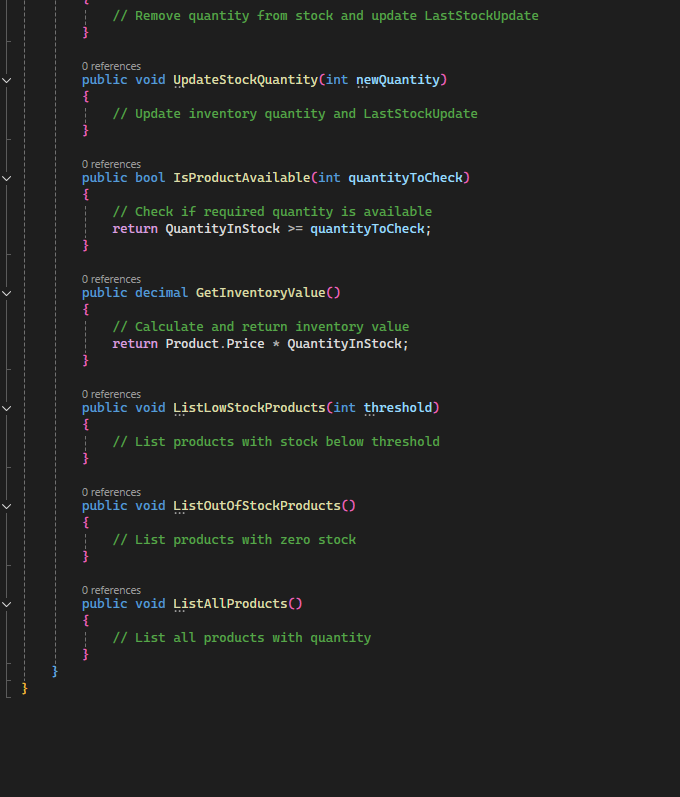 {
// Remove quantity from stock and update LastStockUpdate
}
0 references
public void UpdateStockQuantity(int newQuantity)
{
// Update inventory quantity and LastStockUpdate
}
0 references
public bool IsProductAvailable(int quantityToCheck)
{
// Check if required quantity is available
return QuantityInStock >= quantityToCheck;
}
0 references
public decimal GetInventoryValue()
{
// Calculate and return inventory value
return Product.Price * QuantityInStock;
}
0 references
public void ListLowStockProducts(int threshold)
{
// List products with stock below threshold
}
0 references
public void ListOutOfStockProducts()
{
// List products with zero stock
}
0 references
public void ListAllProducts()
{
// List all products with quantity
}
}
}